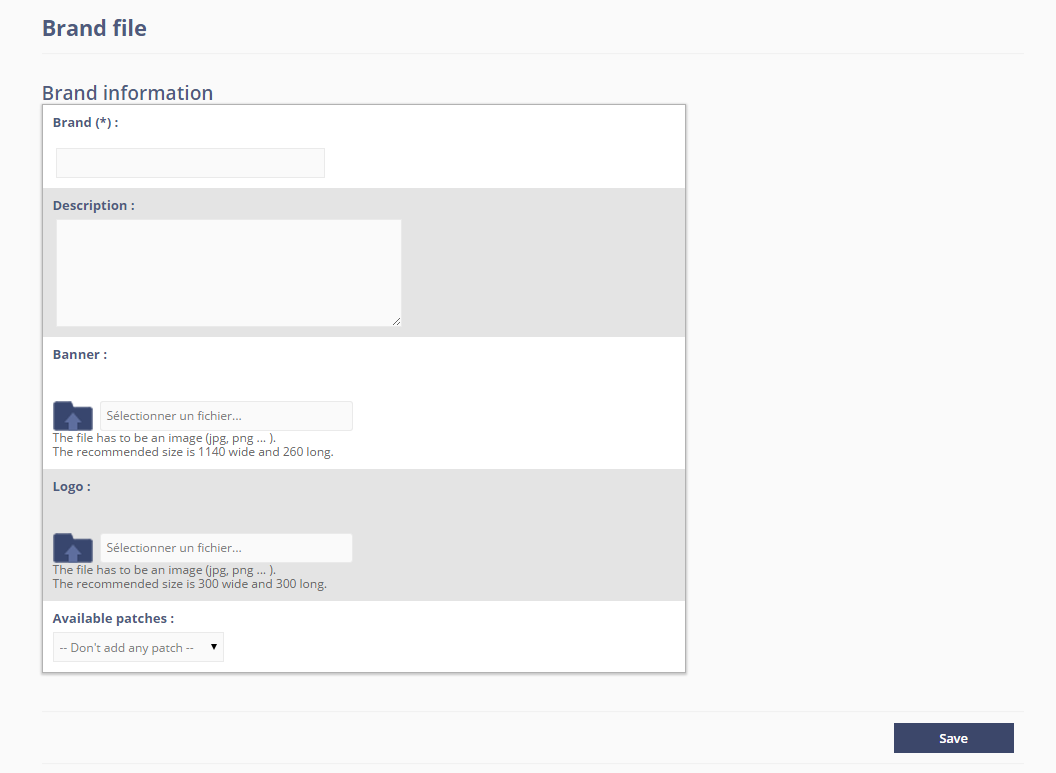 Brand file
Brand information
Brand (*) :
Description :
Banner :
Sélectionner un fichier...
The file has to be an image (jpg, png ... ).
The recommended size is 1140 wide and 260 long.
Logo :
Sélectionner un fichier...
The file has to be an image (jpg, png ... ).
The recommended size is 300 wide and 300 long.
Available patches :
-- Don't add any patch --
Save